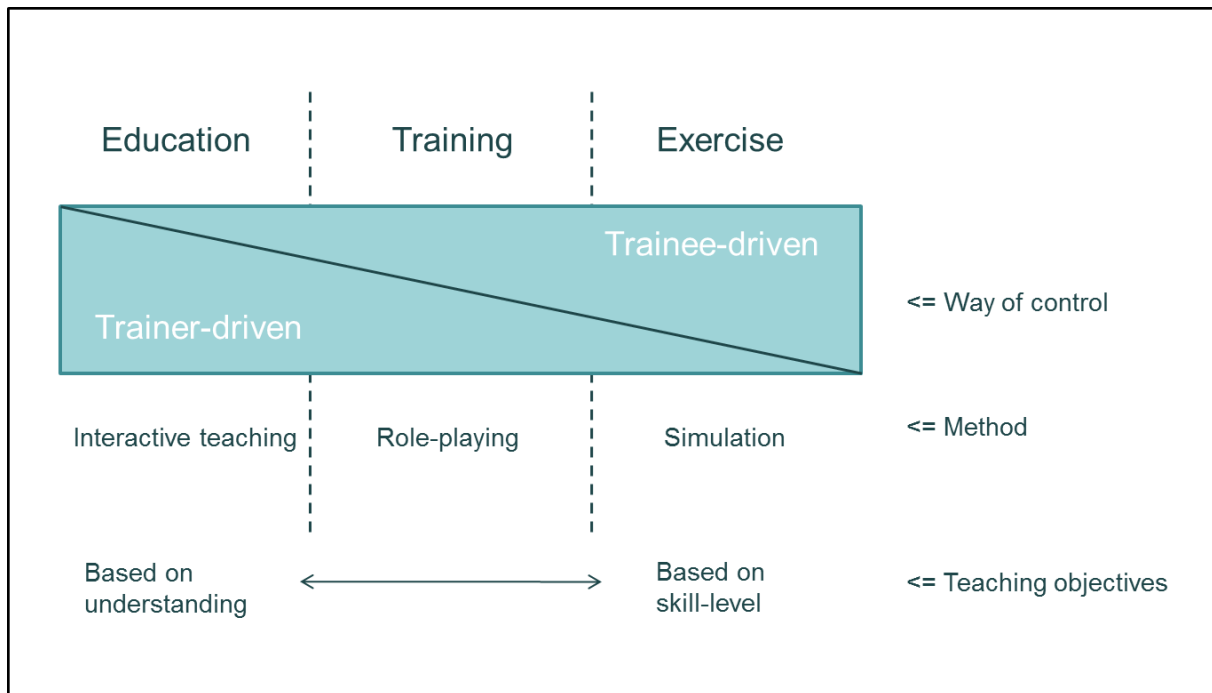 Education
Training
Exercise
Trainee-driven
Trainer-driven
<= Way of control
Interactive teaching
Role-playing
Simulation
<= Method
Based on
understanding
Based on
skill-level
<= Teaching objectives